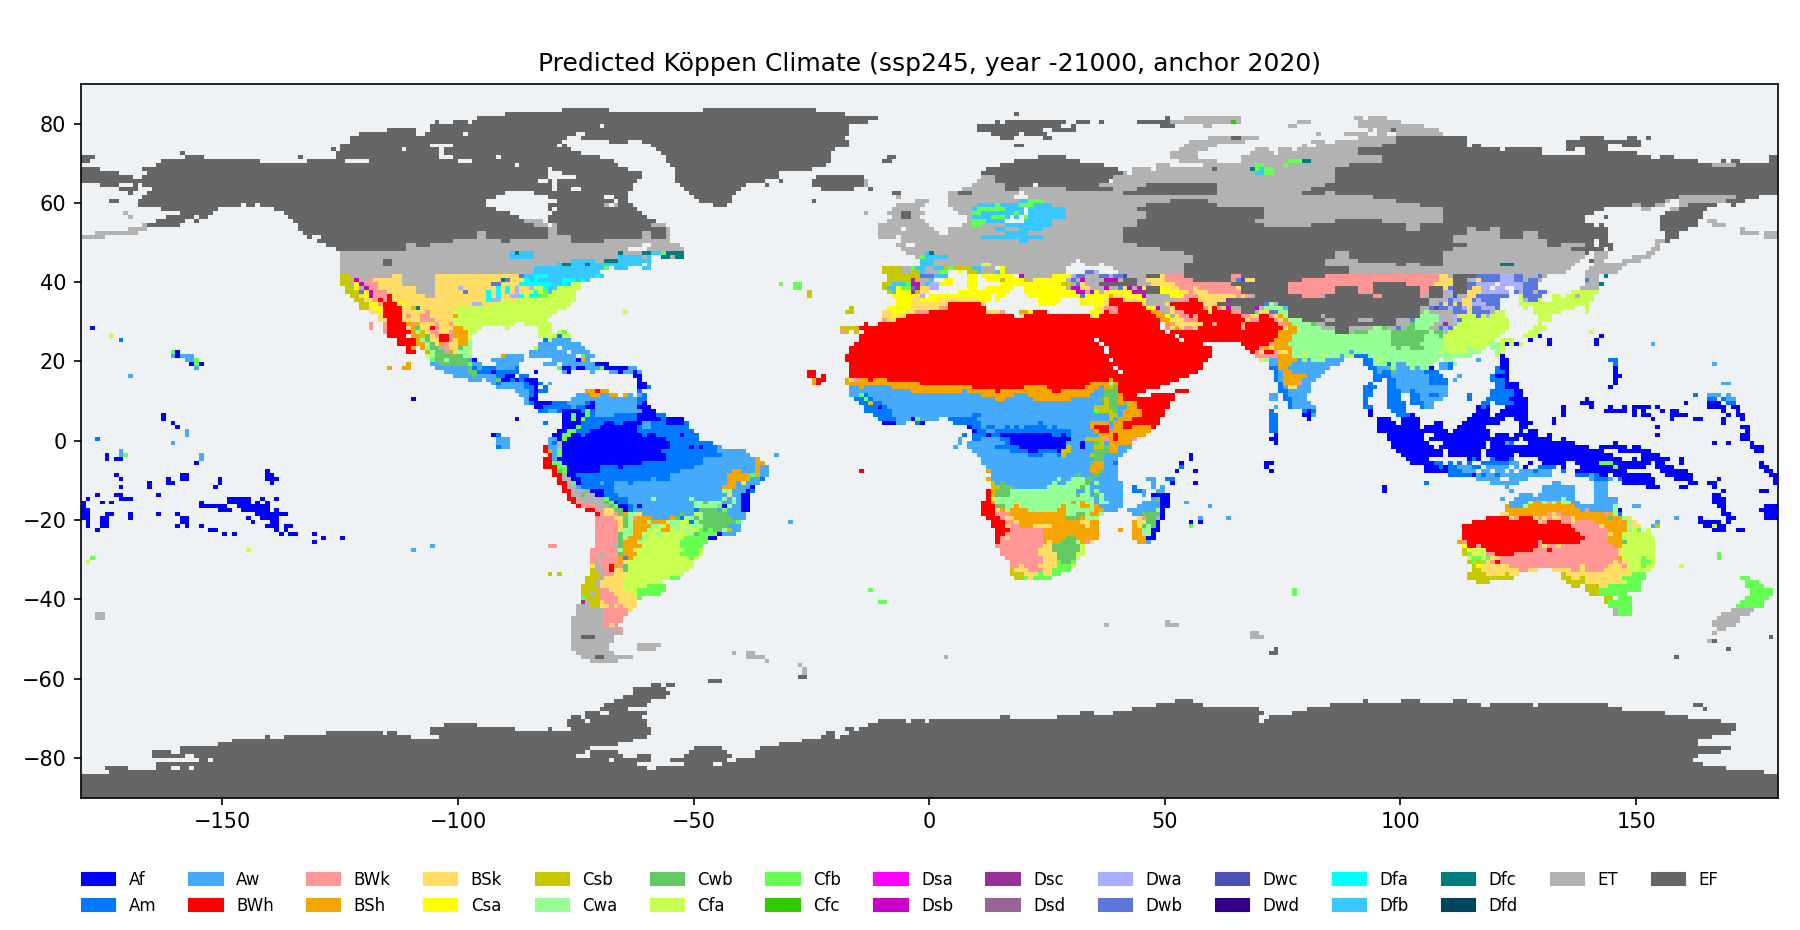 Predicted Köppen Climate (ssp245, year -21000, anchor 2020)
80
60
40
20
0
−20
−40
−60
−80
−150 −100 −50 0 50 100 150
Af Aw BWk BSk Csb Cwb Cfb Dsa Dsc Dwa Dwc Dfa Dfc ET EF
Am BWh BSh Csa Cwa Cfa Cfc Dsb Dsd Dwb Dwd Dfb Dfd